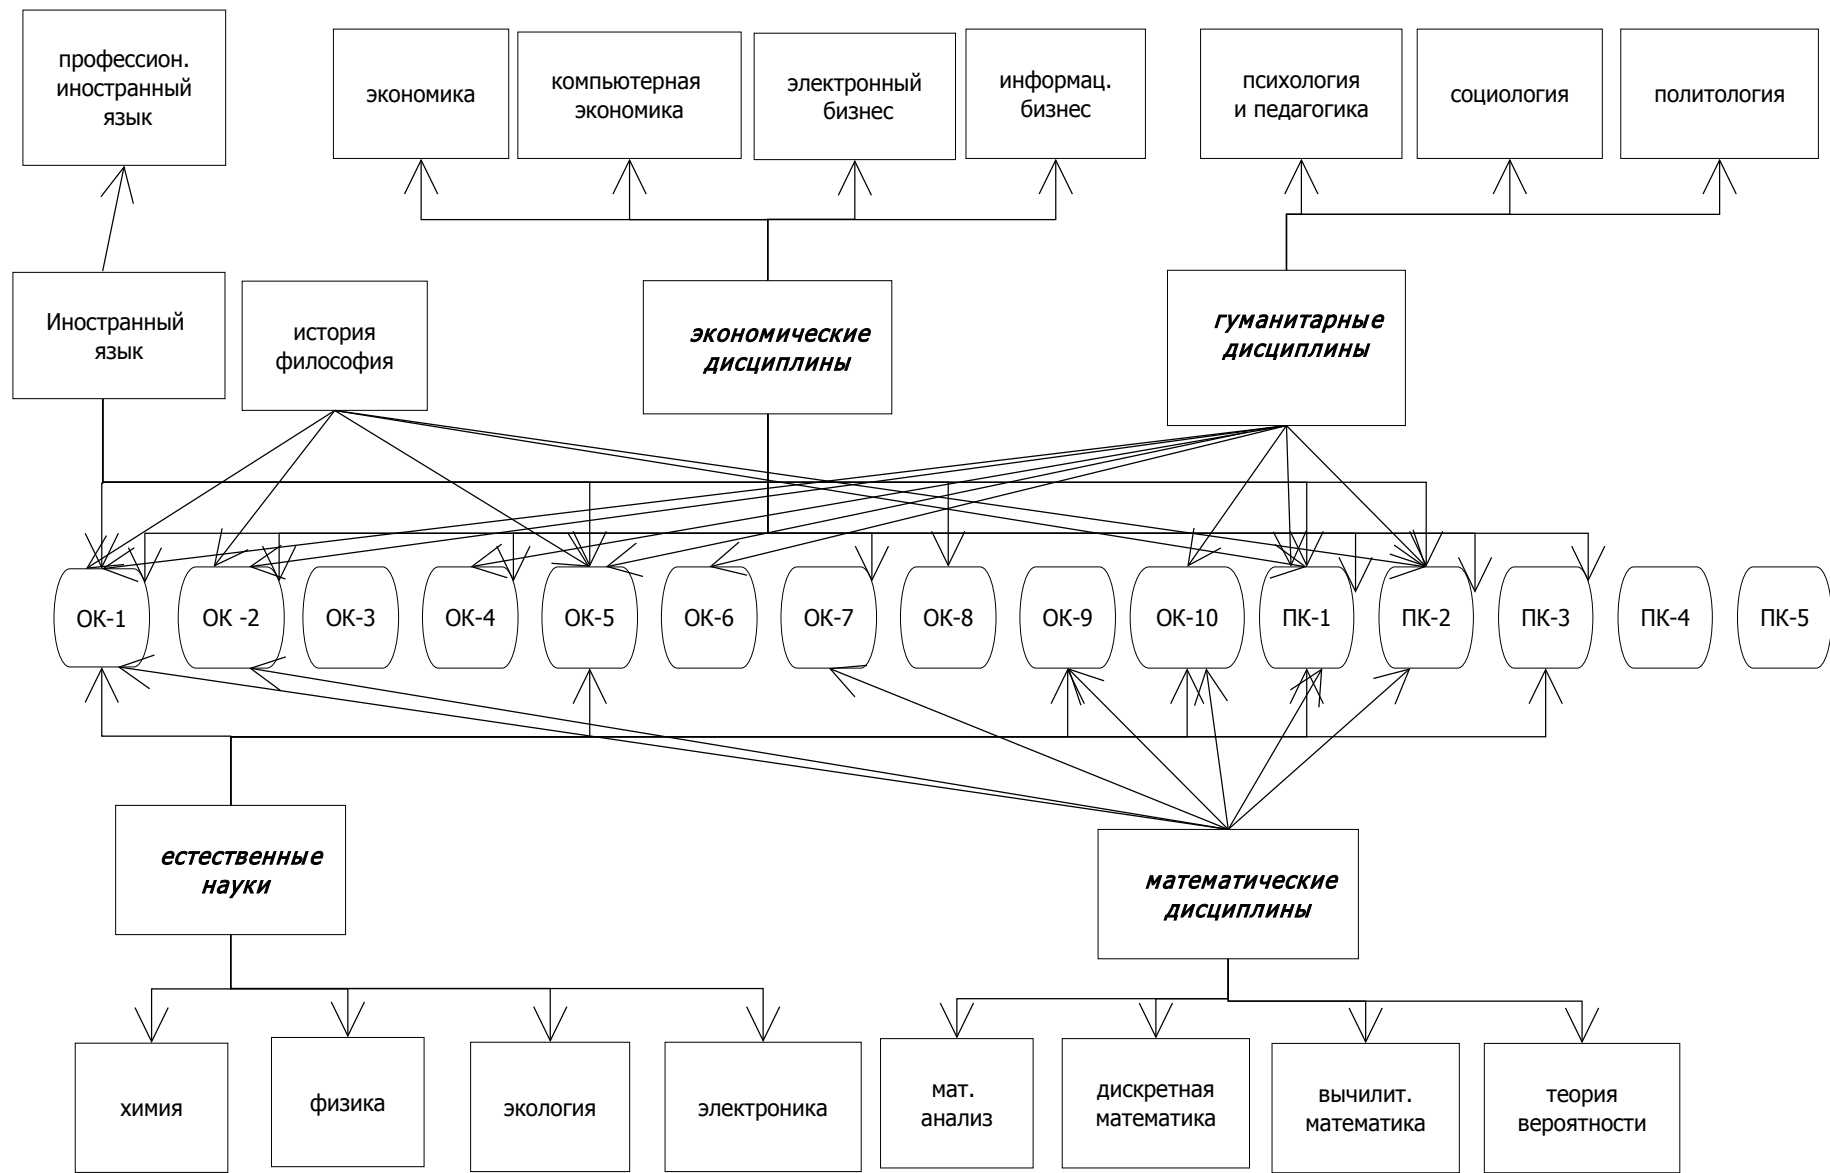 профессион.
иностранный
язык
экономика
компьютерная
экономика
электронный
бизнес
информац.
бизнес
психология
и педагогика
социология
политология
Иностранный
язык
история
философия
экономические
дисциплины
гуманитарные
дисциплины
ОК-1
ОК -2
ОК-3
ОК-4
ОК-5
ОК-6
ОК-7
ОК-8
ОК-9
ОК-10
ПК-1
ПК-2
ПК-3
ПК-4
ПК-5
естественные
науки
математические
дисциплины
химия
физика
экология
электроника
мат.
анализ
дискретная
математика
вычилит.
математика
теория
вероятности